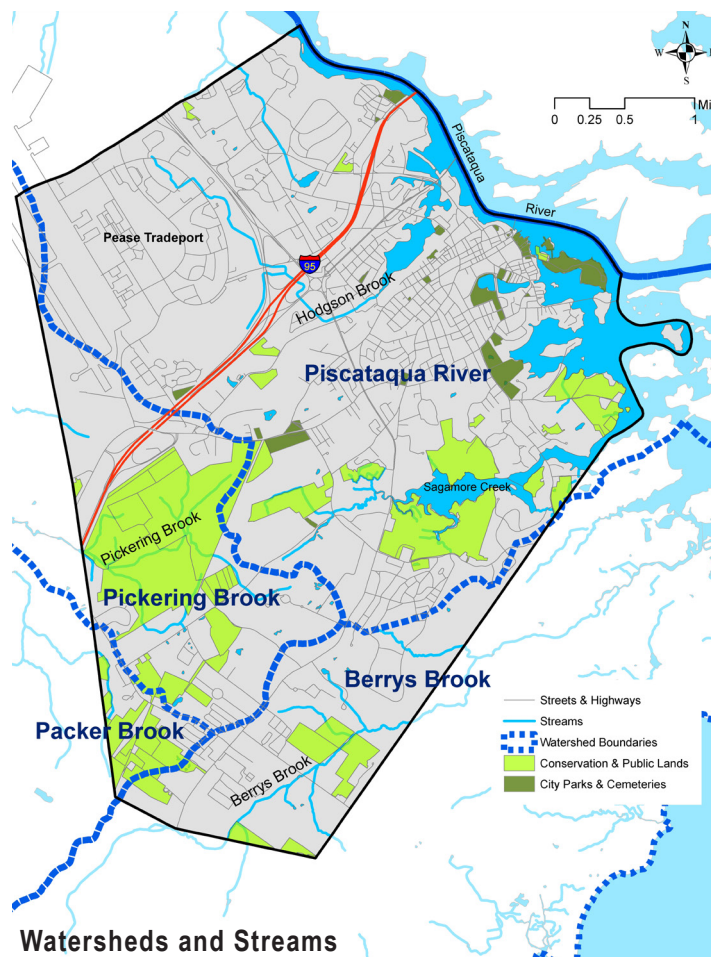 N
W
S
0 0.25 0.5 1
Mi
Piscataqua
River
Pease Tradeport
95
Hodgson Brook
Piscataqua River
Sagamore Creek
Pickering Brook
Pickering Brook
Berrys Brook
Packer Brook
Berrys Brook
Streets & Highways
Streams
Watershed Boundaries
Conservation & Public Lands
City Parks & Cemeteries
Watersheds and Streams